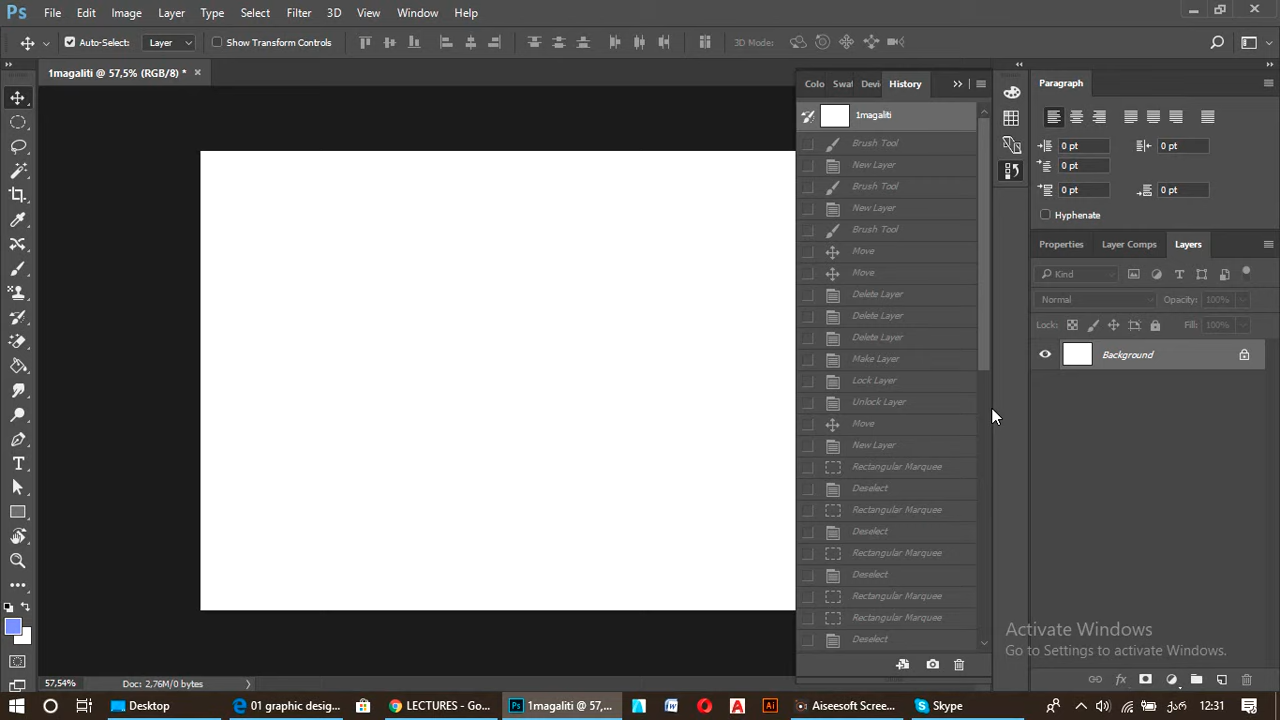 Ps File Edit Image Layer Type Select Filter 3D View Window Help
Auto-Select: Layer Show Transform Controls 3D Mode:
1magaliti @ 57,5% (RGB/8) * ×
Colo Swat Devi History
1magaliti
Brush Tool
New Layer
Brush Tool
New Layer
Brush Tool
Move
Move
Delete Layer
Delete Layer
Delete Layer
Make Layer
Lock Layer
Unlock Layer
Move
New Layer
Rectangular Marquee
Deselect
Rectangular Marquee
Deselect
Rectangular Marquee
Deselect
Rectangular Marquee
Rectangular Marquee
Deselect
Paragraph
0 pt 0 pt
0 pt
0 pt 0 pt
Hyphenate
Properties Layer Comps Layers
Kind
Normal Opacity: 100%
Lock: Fill: 100%
Background
Activate Windows
Go to Settings to activate Windows.
57,54% Doc: 2,76M/0 bytes
Desktop 01 graphic desig... LECTURES - Go... 1magaliti @ 57,... Aiseesoft Scree... Skype 12:31